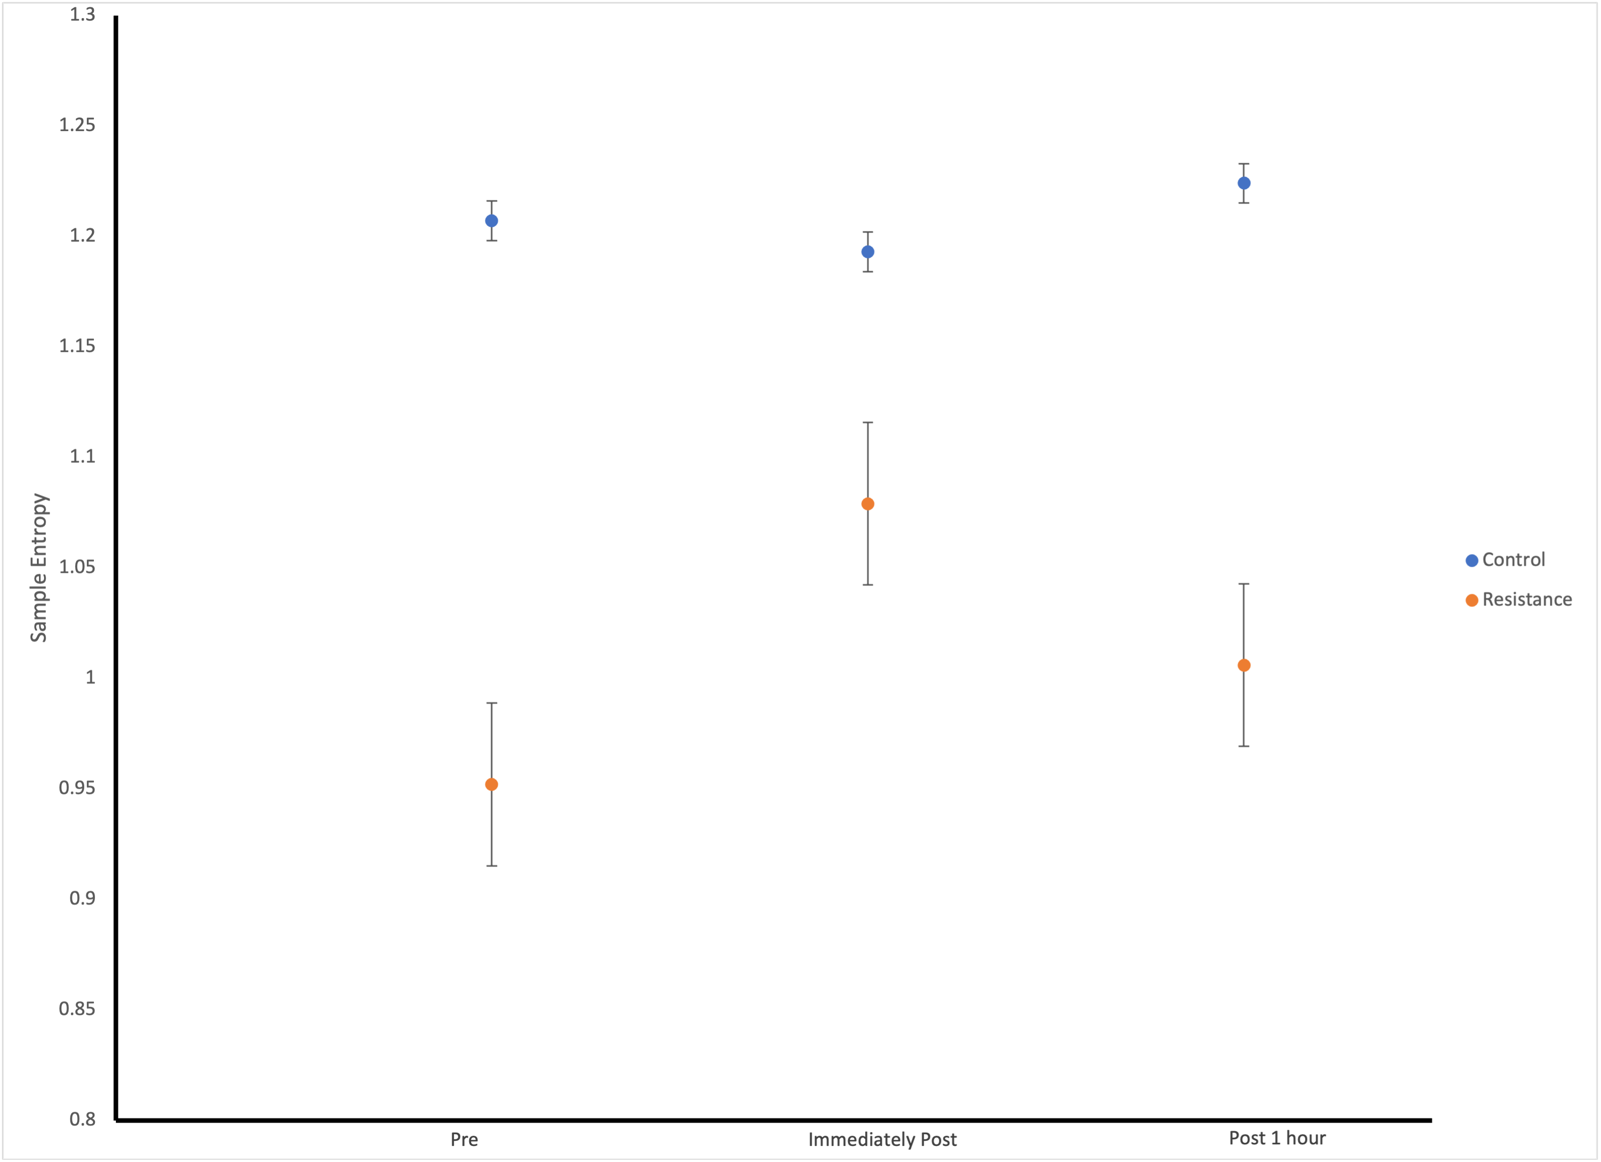 1.3
1.25
1.2
1.15
1.1
1.05
1
0.95
0.9
0.85
0.8
Sample Entropy
Pre
Immediately Post
Post 1 hour
Control
Resistance